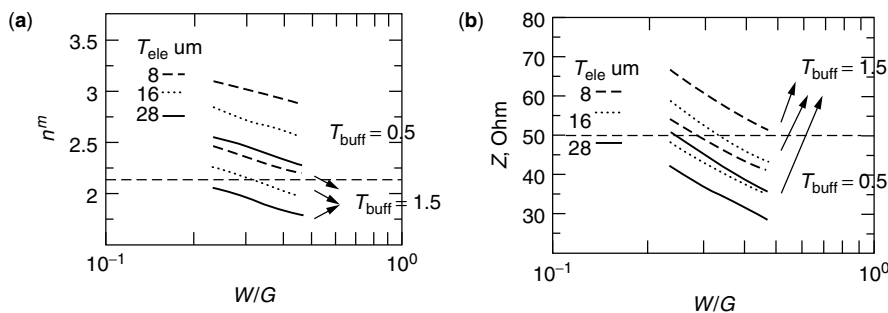 (a)
3.5
3
2.5
2
1.5
n^m
T_ele um
8
16
28
T_buff = 0.5
T_buff = 1.5
10^−1
10^0
W/G
(b)
80
70
60
50
40
30
Z, Ohm
T_ele um
8
16
28
T_buff = 1.5
T_buff = 0.5
10^−1
10^0
W/G